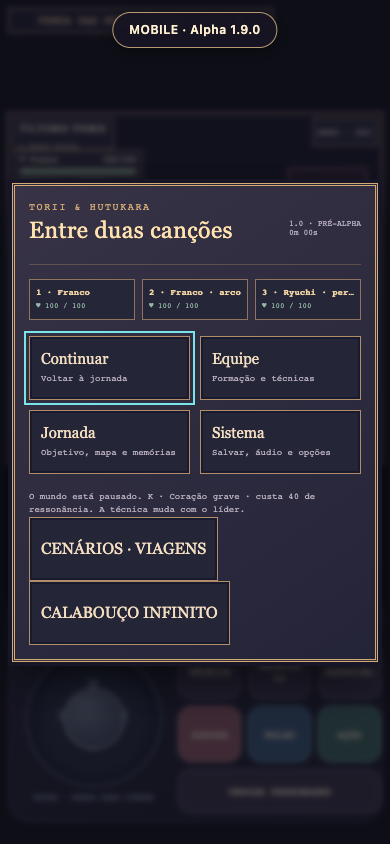 MOBILE · Alpha 1.9.0
TORII & HUTUKARA
Entre duas canções
1.0 · PRÉ-ALPHA
0m 00s
1 · Franco
♥ 100 / 100
2 · Franco · arco
♥ 100 / 100
3 · Ryuchi · per…
♥ 100 / 100
Continuar
Voltar à jornada
Equipe
Formação e técnicas
Jornada
Objetivo, mapa e memórias
Sistema
Salvar, áudio e opções
O mundo está pausado. K · Coração grave · custa 40 de
ressonância. A técnica muda com o líder.
CENÁRIOS · VIAGENS
CALABOUÇO INFINITO